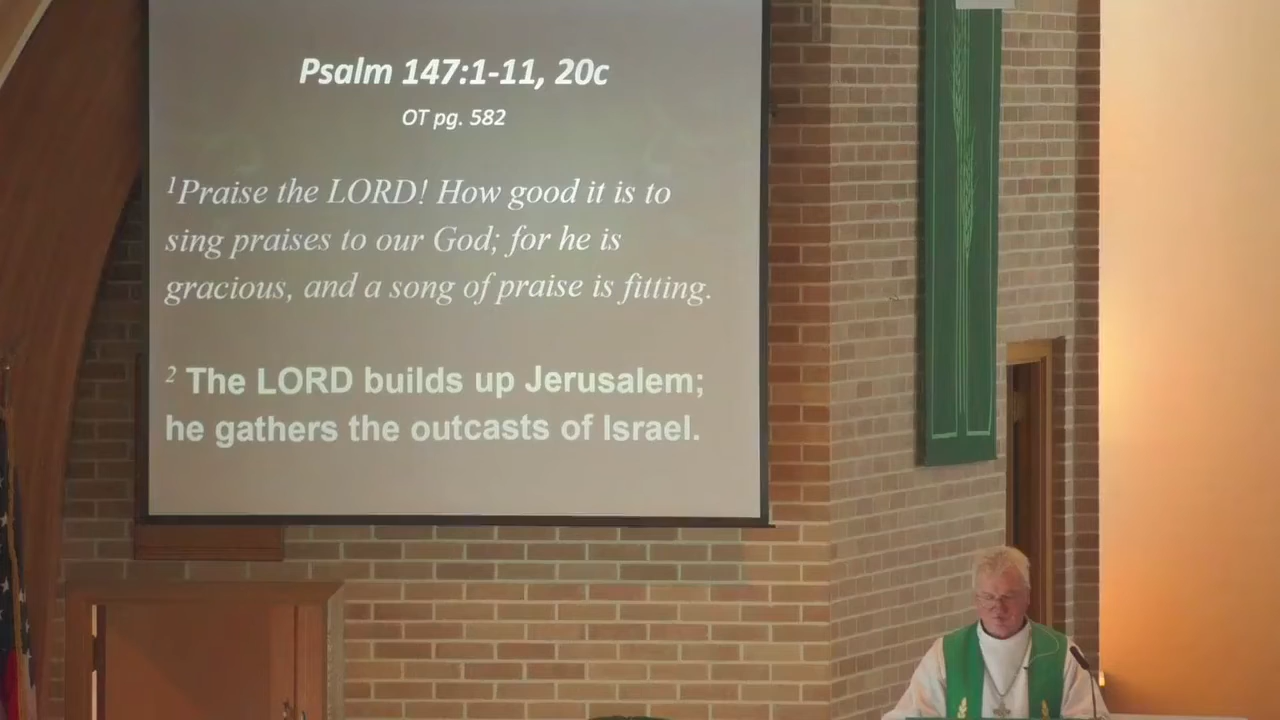 Psalm 147:1-11, 20c
OT pg. 582
1Praise the LORD! How good it is to
sing praises to our God; for he is
gracious, and a song of praise is fitting.
2 The LORD builds up Jerusalem;
he gathers the outcasts of Israel.